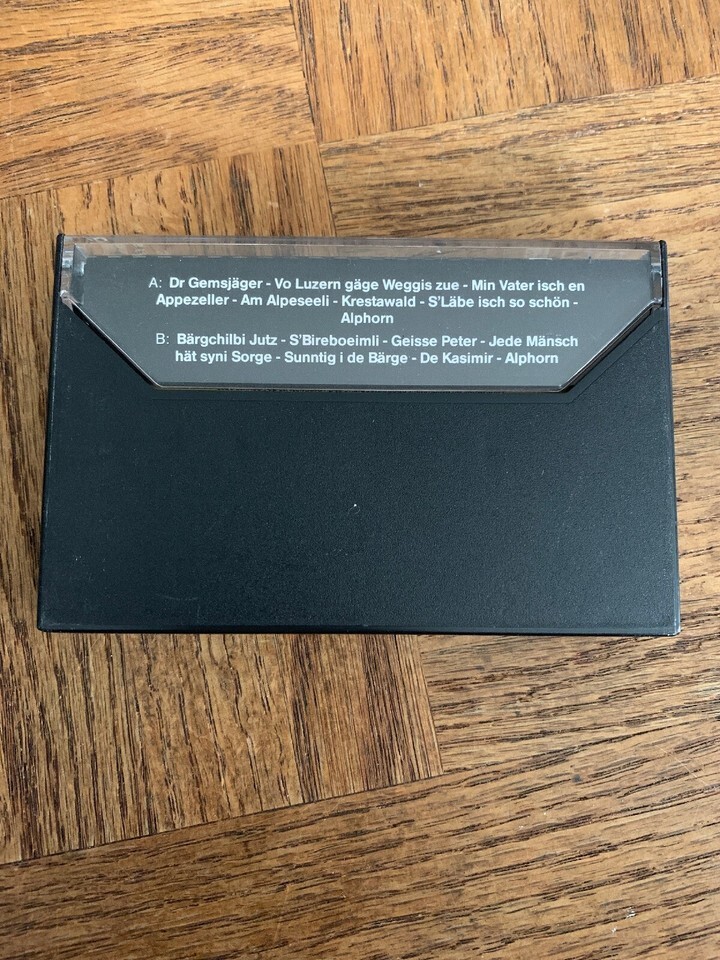 A: Dr Gemsjäger - Vo Luzern gäge Weggis zue - Min Vater isch en
Appezeller - Am Alpeseeli - Krestawald - S'Läbe isch so schön -
Alphorn
B: Bärgchilbi Jutz - S'Bireboeimli - Geisse Peter - Jede Mänsch
hät syni Sorge - Sunntig i de Bärge - De Kasimir - Alphorn